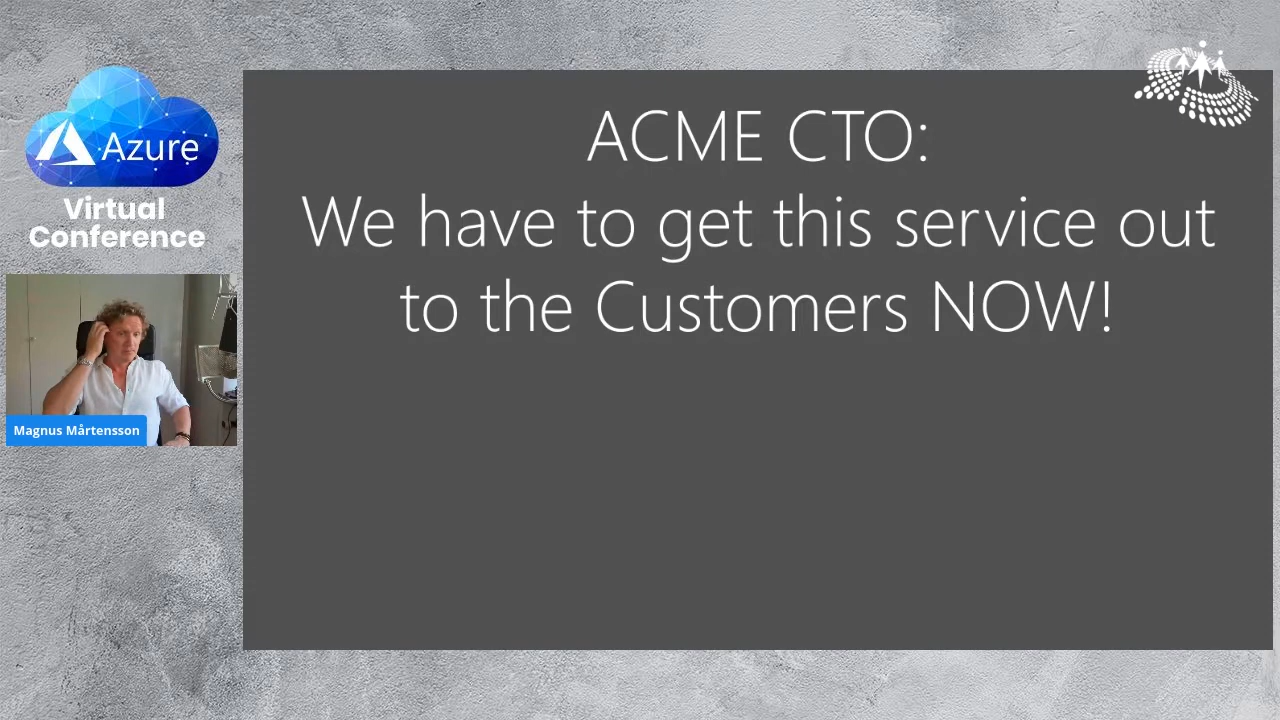 Azure
Virtual
Conference
Magnus Mårtensson
ACME CTO:
We have to get this service out
to the Customers NOW!